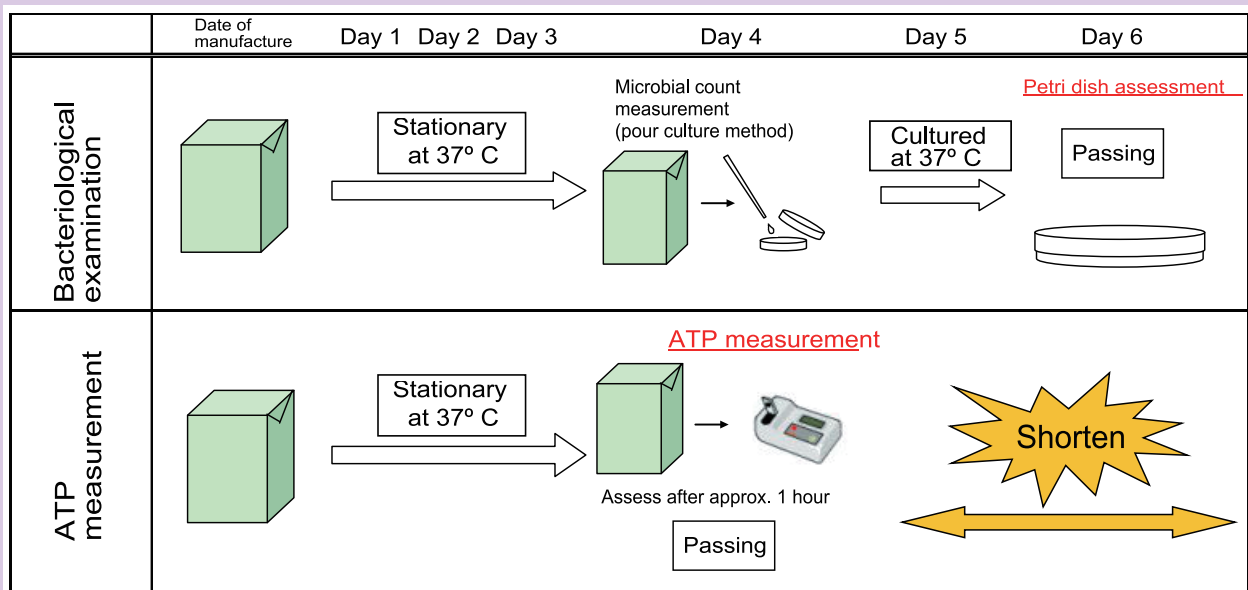 Date of
manufacture
Day 1 Day 2 Day 3
Day 4
Day 5
Day 6
Bacteriological
examination
Stationary
at 37º C
Microbial count
measurement
(pour culture method)
Cultured
at 37º C
Petri dish assessment
Passing
ATP
measurement
Stationary
at 37º C
ATP measurement
Assess after approx. 1 hour
Passing
Shorten